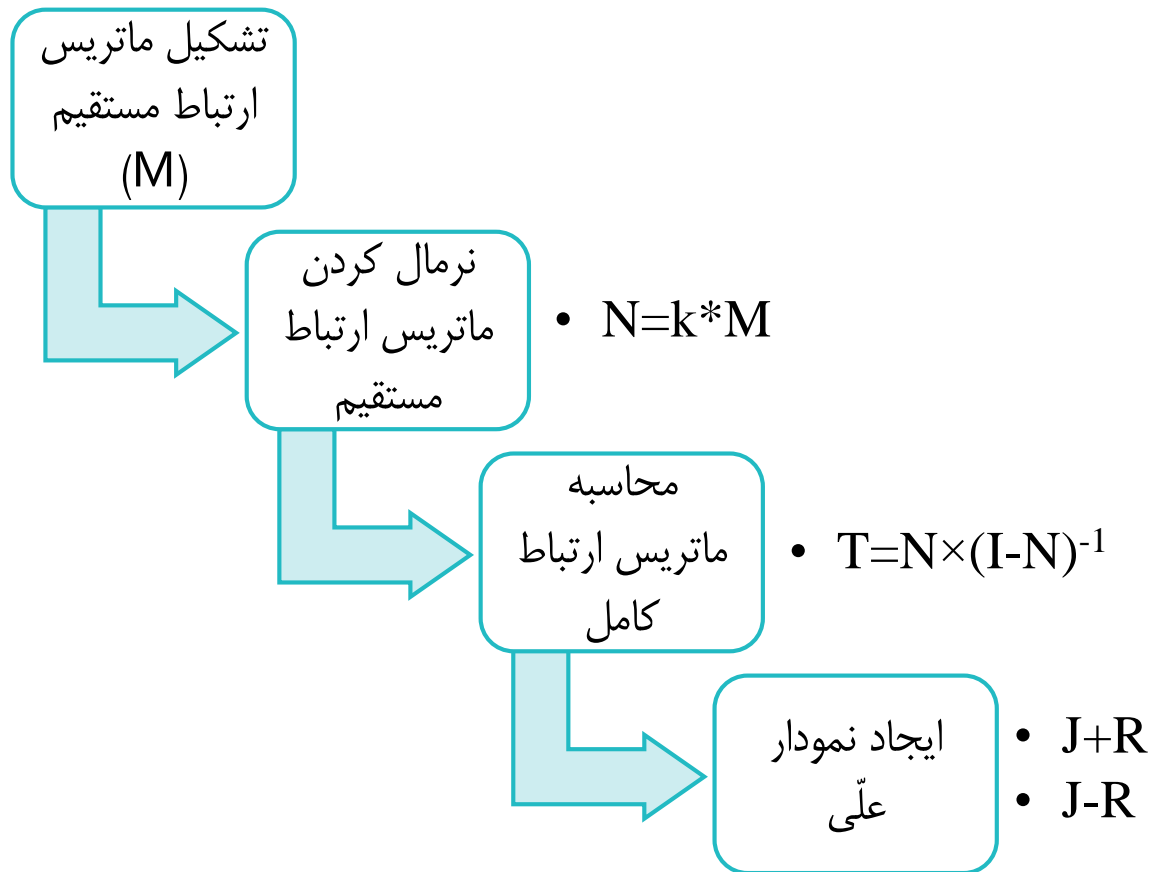 تشکیل ماتریس
ارتباط مستقیم
(M)
نرمال کردن
ماتریس ارتباط
مستقیم
• N=k*M
محاسبه
ماتریس ارتباط
کامل
• T=N×(I-N)⁻¹
ایجاد نمودار
علّی
• J+R
• J-R